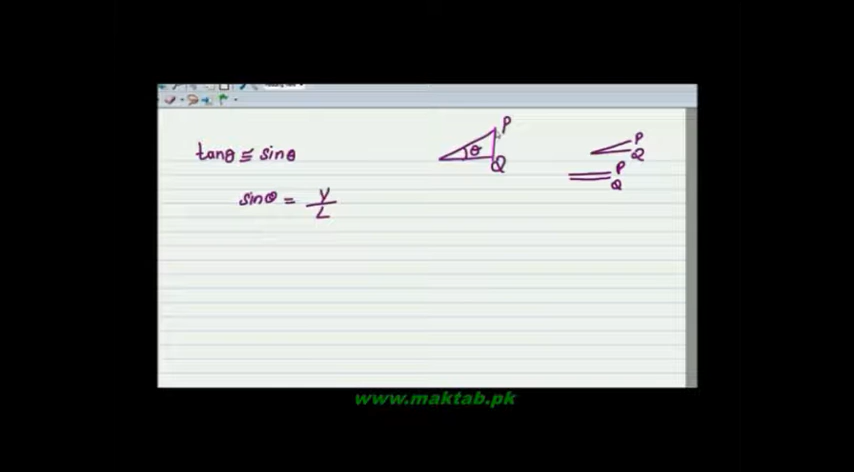 tanθ ≅ sinθ
sinθ = y/L
θ
P
Q
P
Q
P
Q
www.maktab.pk